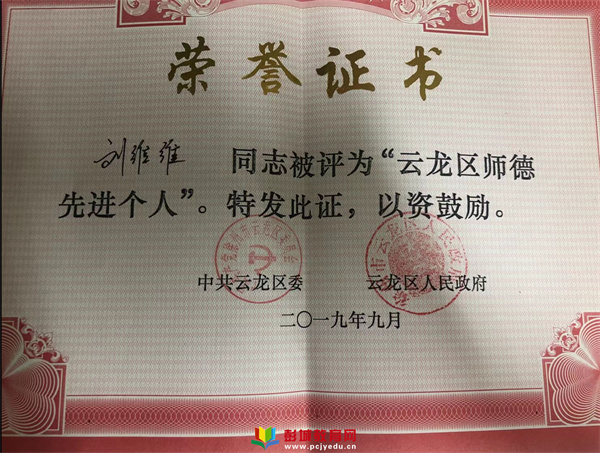 荣誉证书
刘维维 同志被评为“云龙区师德
先进个人”。特发此证，以资鼓励。
中共云龙区委 云龙区人民政府
二〇一九年九月
彭城教育网
www.pcjyedu.cn